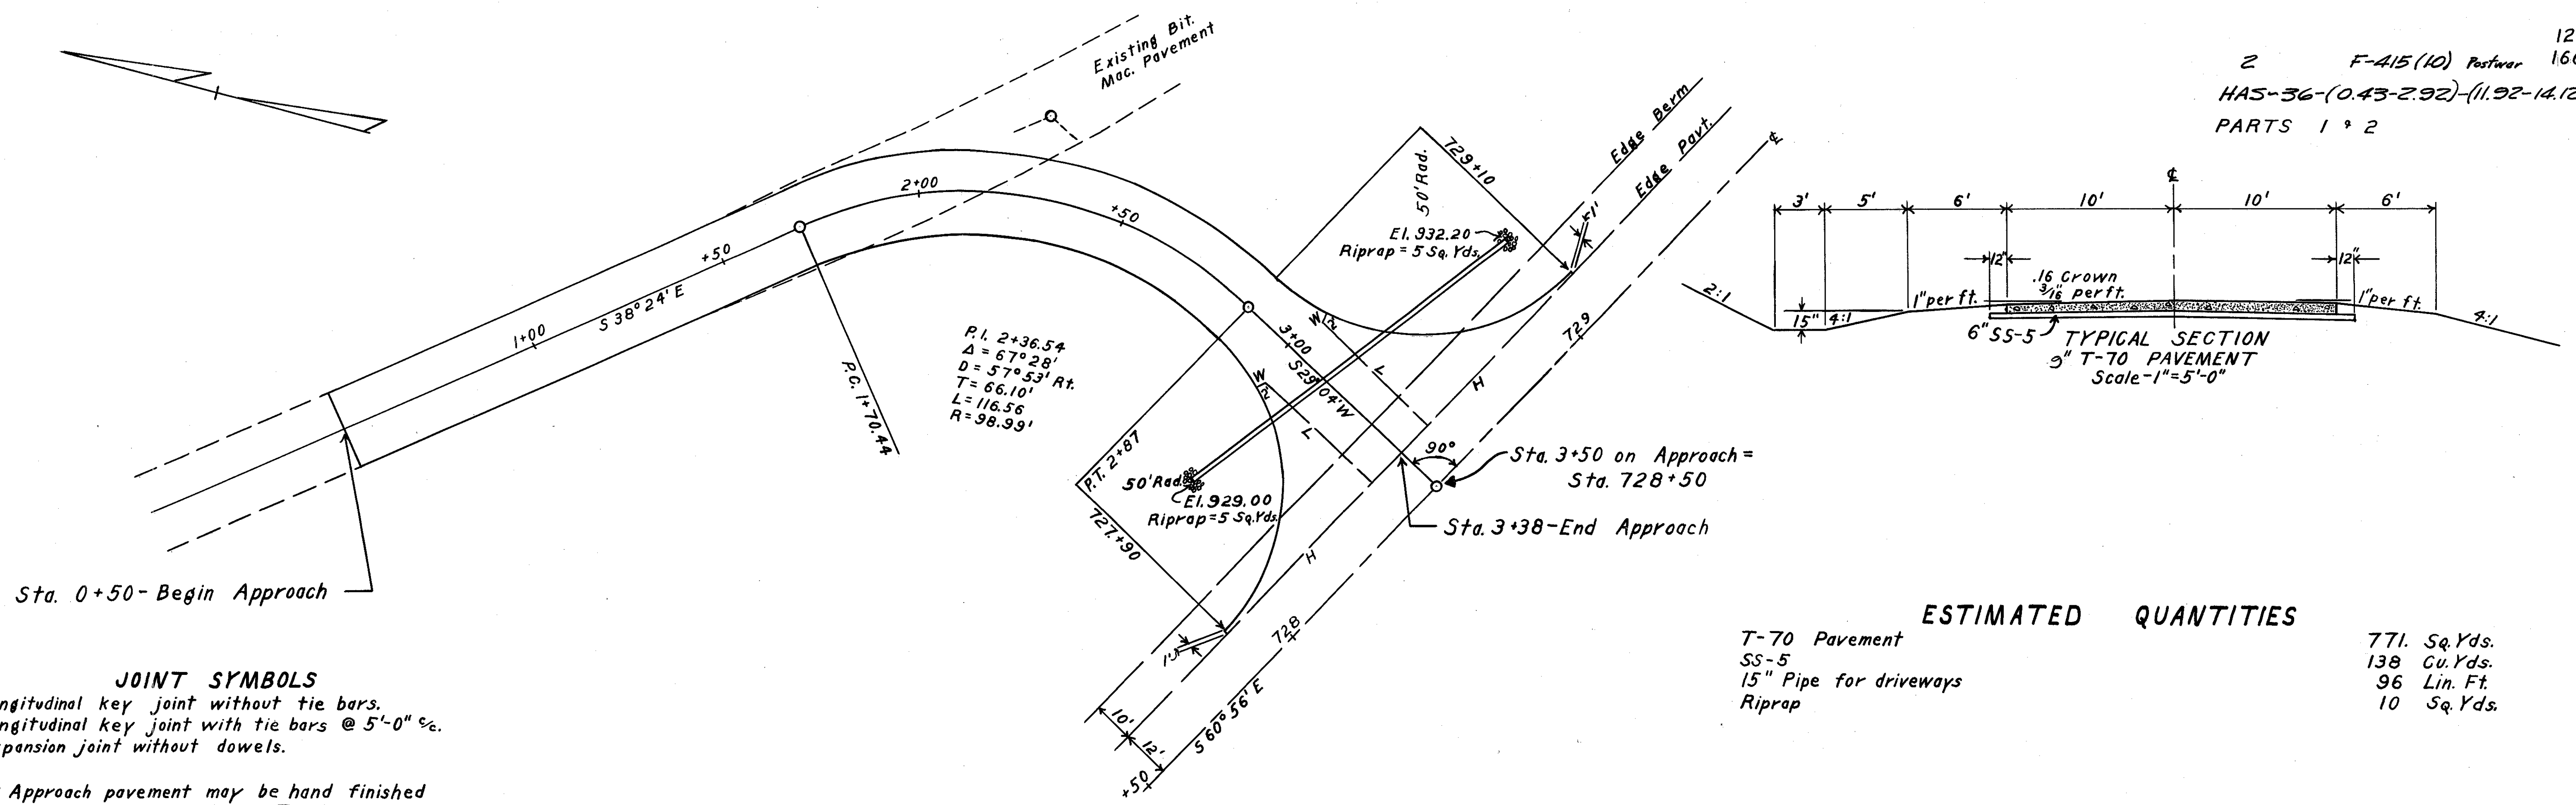 Existing Bit.
Mac. Pavement
2 F-415(10) Postwar
HAS-36-(0.43-2.92)-(11.92-14.12
PARTS 1 & 2
1+00
+50
2+00
+50
3+00
S 38°24' E
P.C. 1+70.44
P.I. 2+36.54
Δ = 67°28'
D = 57°53' Rt.
T = 66.10'
L = 116.56
R = 98.99'
P.T. 2+87
S29°04'W
729+10
50' Rad.
El. 932.20
Riprap = 5 Sq. Yds.
1'
Edge Berm
Edge Pavt.
℄
729
W/2
L
H
W/2
L
H
90°
50' Rad.
El. 929.00
Riprap = 5 Sq. Yds.
727+90
1'
728
10'
12'
+50
S 60°56' E
Sta. 3+50 on Approach =
Sta. 728+50
Sta. 3+38-End Approach
Sta. 0+50-Begin Approach
℄
3' 5' 6' 10' 10' 6'
12" 12"
.16 Crown
3/16" per ft.
1" per ft. 1" per ft.
2:1
15" 4:1
4:1
6" SS-5
TYPICAL SECTION
9" T-70 PAVEMENT
Scale-1"=5'-0"
ESTIMATED QUANTITIES
T-70 Pavement 771. Sq. Yds.
SS-5 138 Cu. Yds.
15" Pipe for driveways 96 Lin. Ft.
Riprap 10 Sq. Yds.
JOINT SYMBOLS
ngitudinal key joint without tie bars.
ngitudinal key joint with tie bars @ 5'-0" c/c.
pansion joint without dowels.
Approach pavement may be hand finished